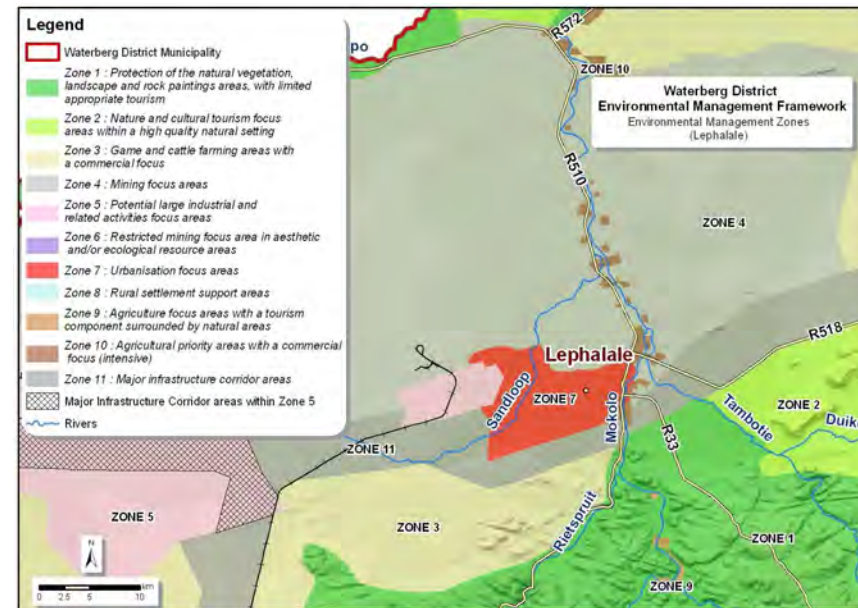 Legend
Waterberg District Municipality
Zone 1 : Protection of the natural vegetation,
landscape and rock paintings areas, with limited
appropriate tourism
Zone 2 : Nature and cultural tourism focus
areas within a high quality natural setting
Zone 3 : Game and cattle farming areas with
a commercial focus
Zone 4 : Mining focus areas
Zone 5 : Potential large industrial and
related activities focus areas
Zone 6 : Restricted mining focus area in aesthetic
and/or ecological resource areas
Zone 7 : Urbanisation focus areas
Zone 8 : Rural settlement support areas
Zone 9 : Agriculture focus areas with a tourism
component surrounded by natural areas
Zone 10 : Agricultural priority areas with a commercial
focus (intensive)
Zone 11 : Major infrastructure corridor areas
Major Infrastructure Corridor areas within Zone 5
Rivers
po
R572
ZONE 10
Waterberg District
Environmental Management Framework
Environmental Management Zones
(Lephalale)
R510
ZONE 4
R518
Lephalale
ZONE 7
Sandloop
Mokolo
ZONE 2
Tambotie
Duike
R33
ZONE 11
ZONE 5
ZONE 3
Rietspruit
ZONE 1
ZONE 9
N
km
0 2.5 5 10